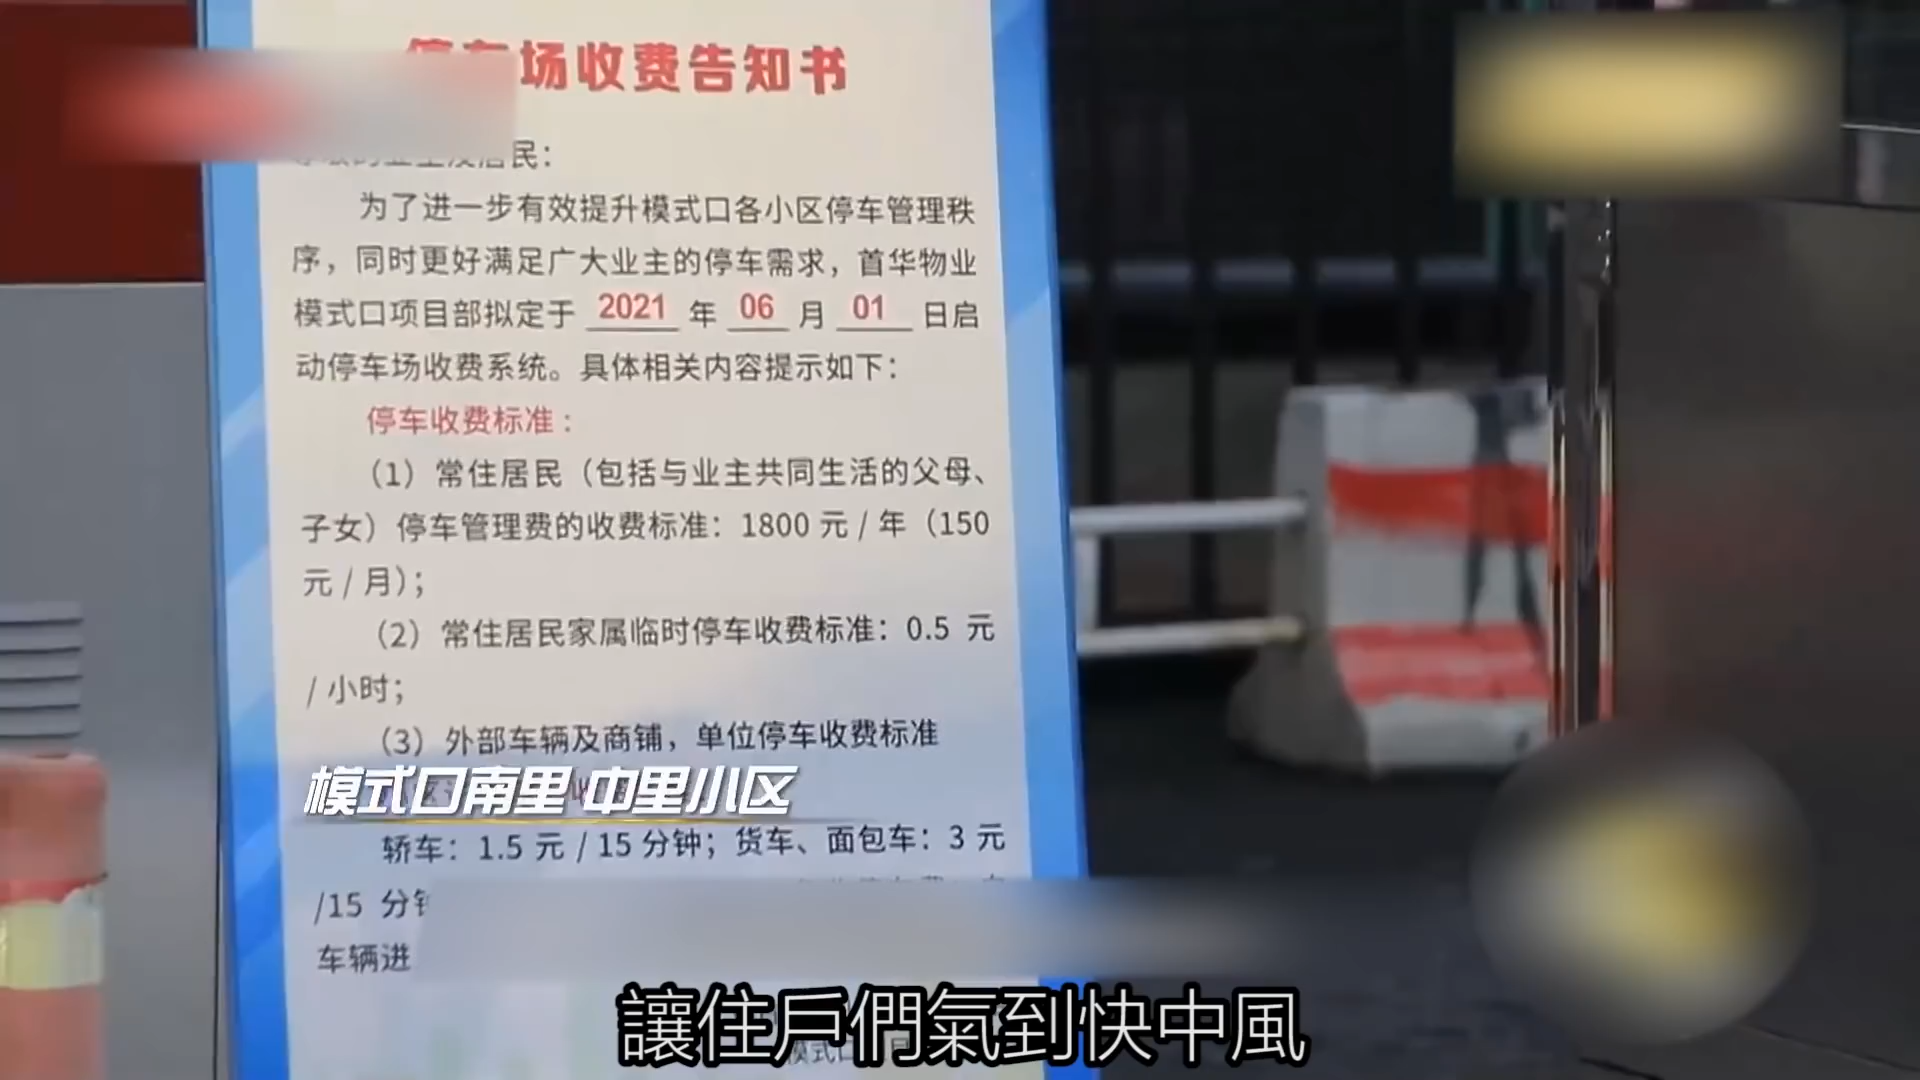 场收费告知书
居民：
为了进一步有效提升模式口各小区停车管理秩
序，同时更好满足广大业主的停车需求，首华物业
模式口项目部拟定于 2021 年 06 月 01 日启
动停车场收费系统。具体相关内容提示如下：
停车收费标准：
（1）常住居民（包括与业主共同生活的父母、
子女）停车管理费的收费标准：1800 元 / 年（150
元 / 月）；
（2）常住居民家属临时停车收费标准：0.5 元
/ 小时；
（3）外部车辆及商铺，单位停车收费标准
模式口南里 中里小区
轿车：1.5 元 / 15 分钟；货车、面包车：3 元
/15 分钟
车辆进
讓住戶們氣到快中風
模式口